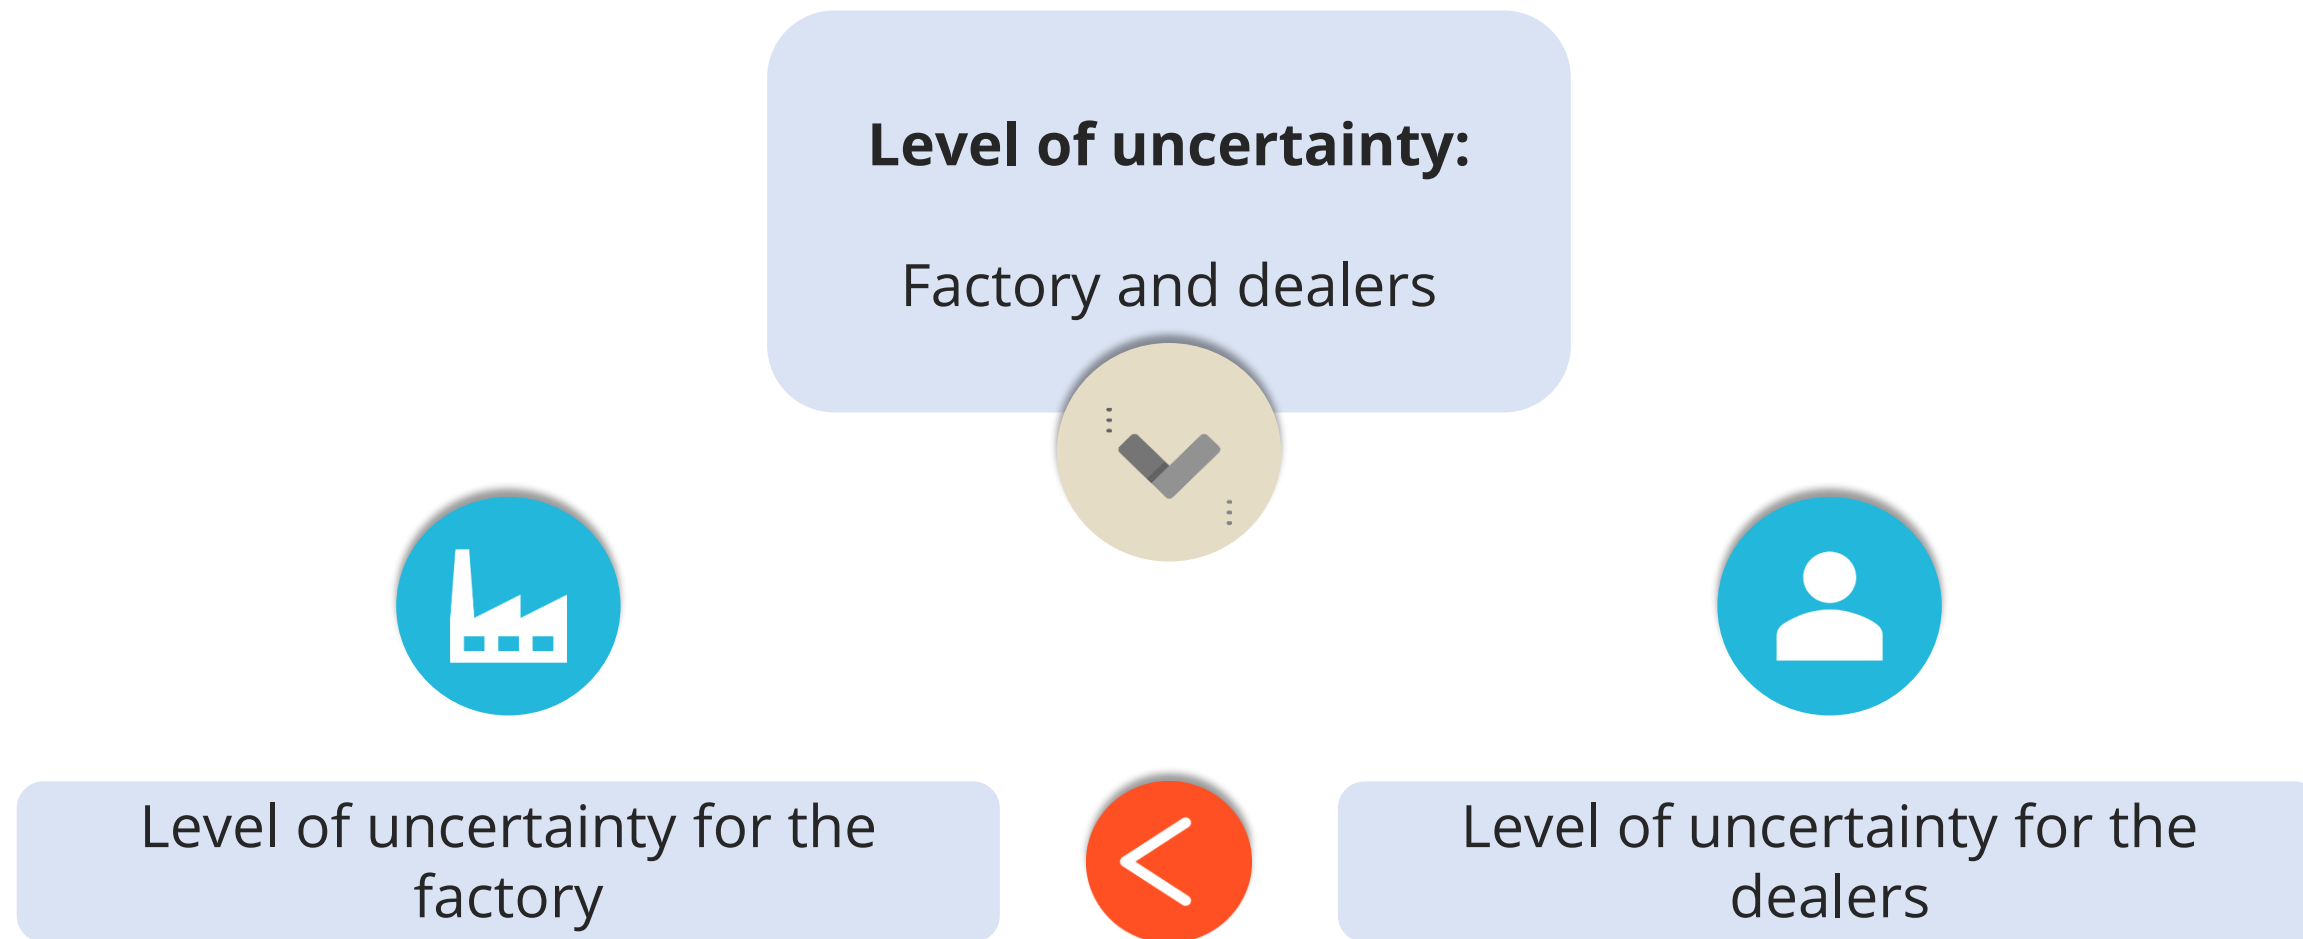 Level of uncertainty:
Factory and dealers
Level of uncertainty for the
factory
<
Level of uncertainty for the
dealers